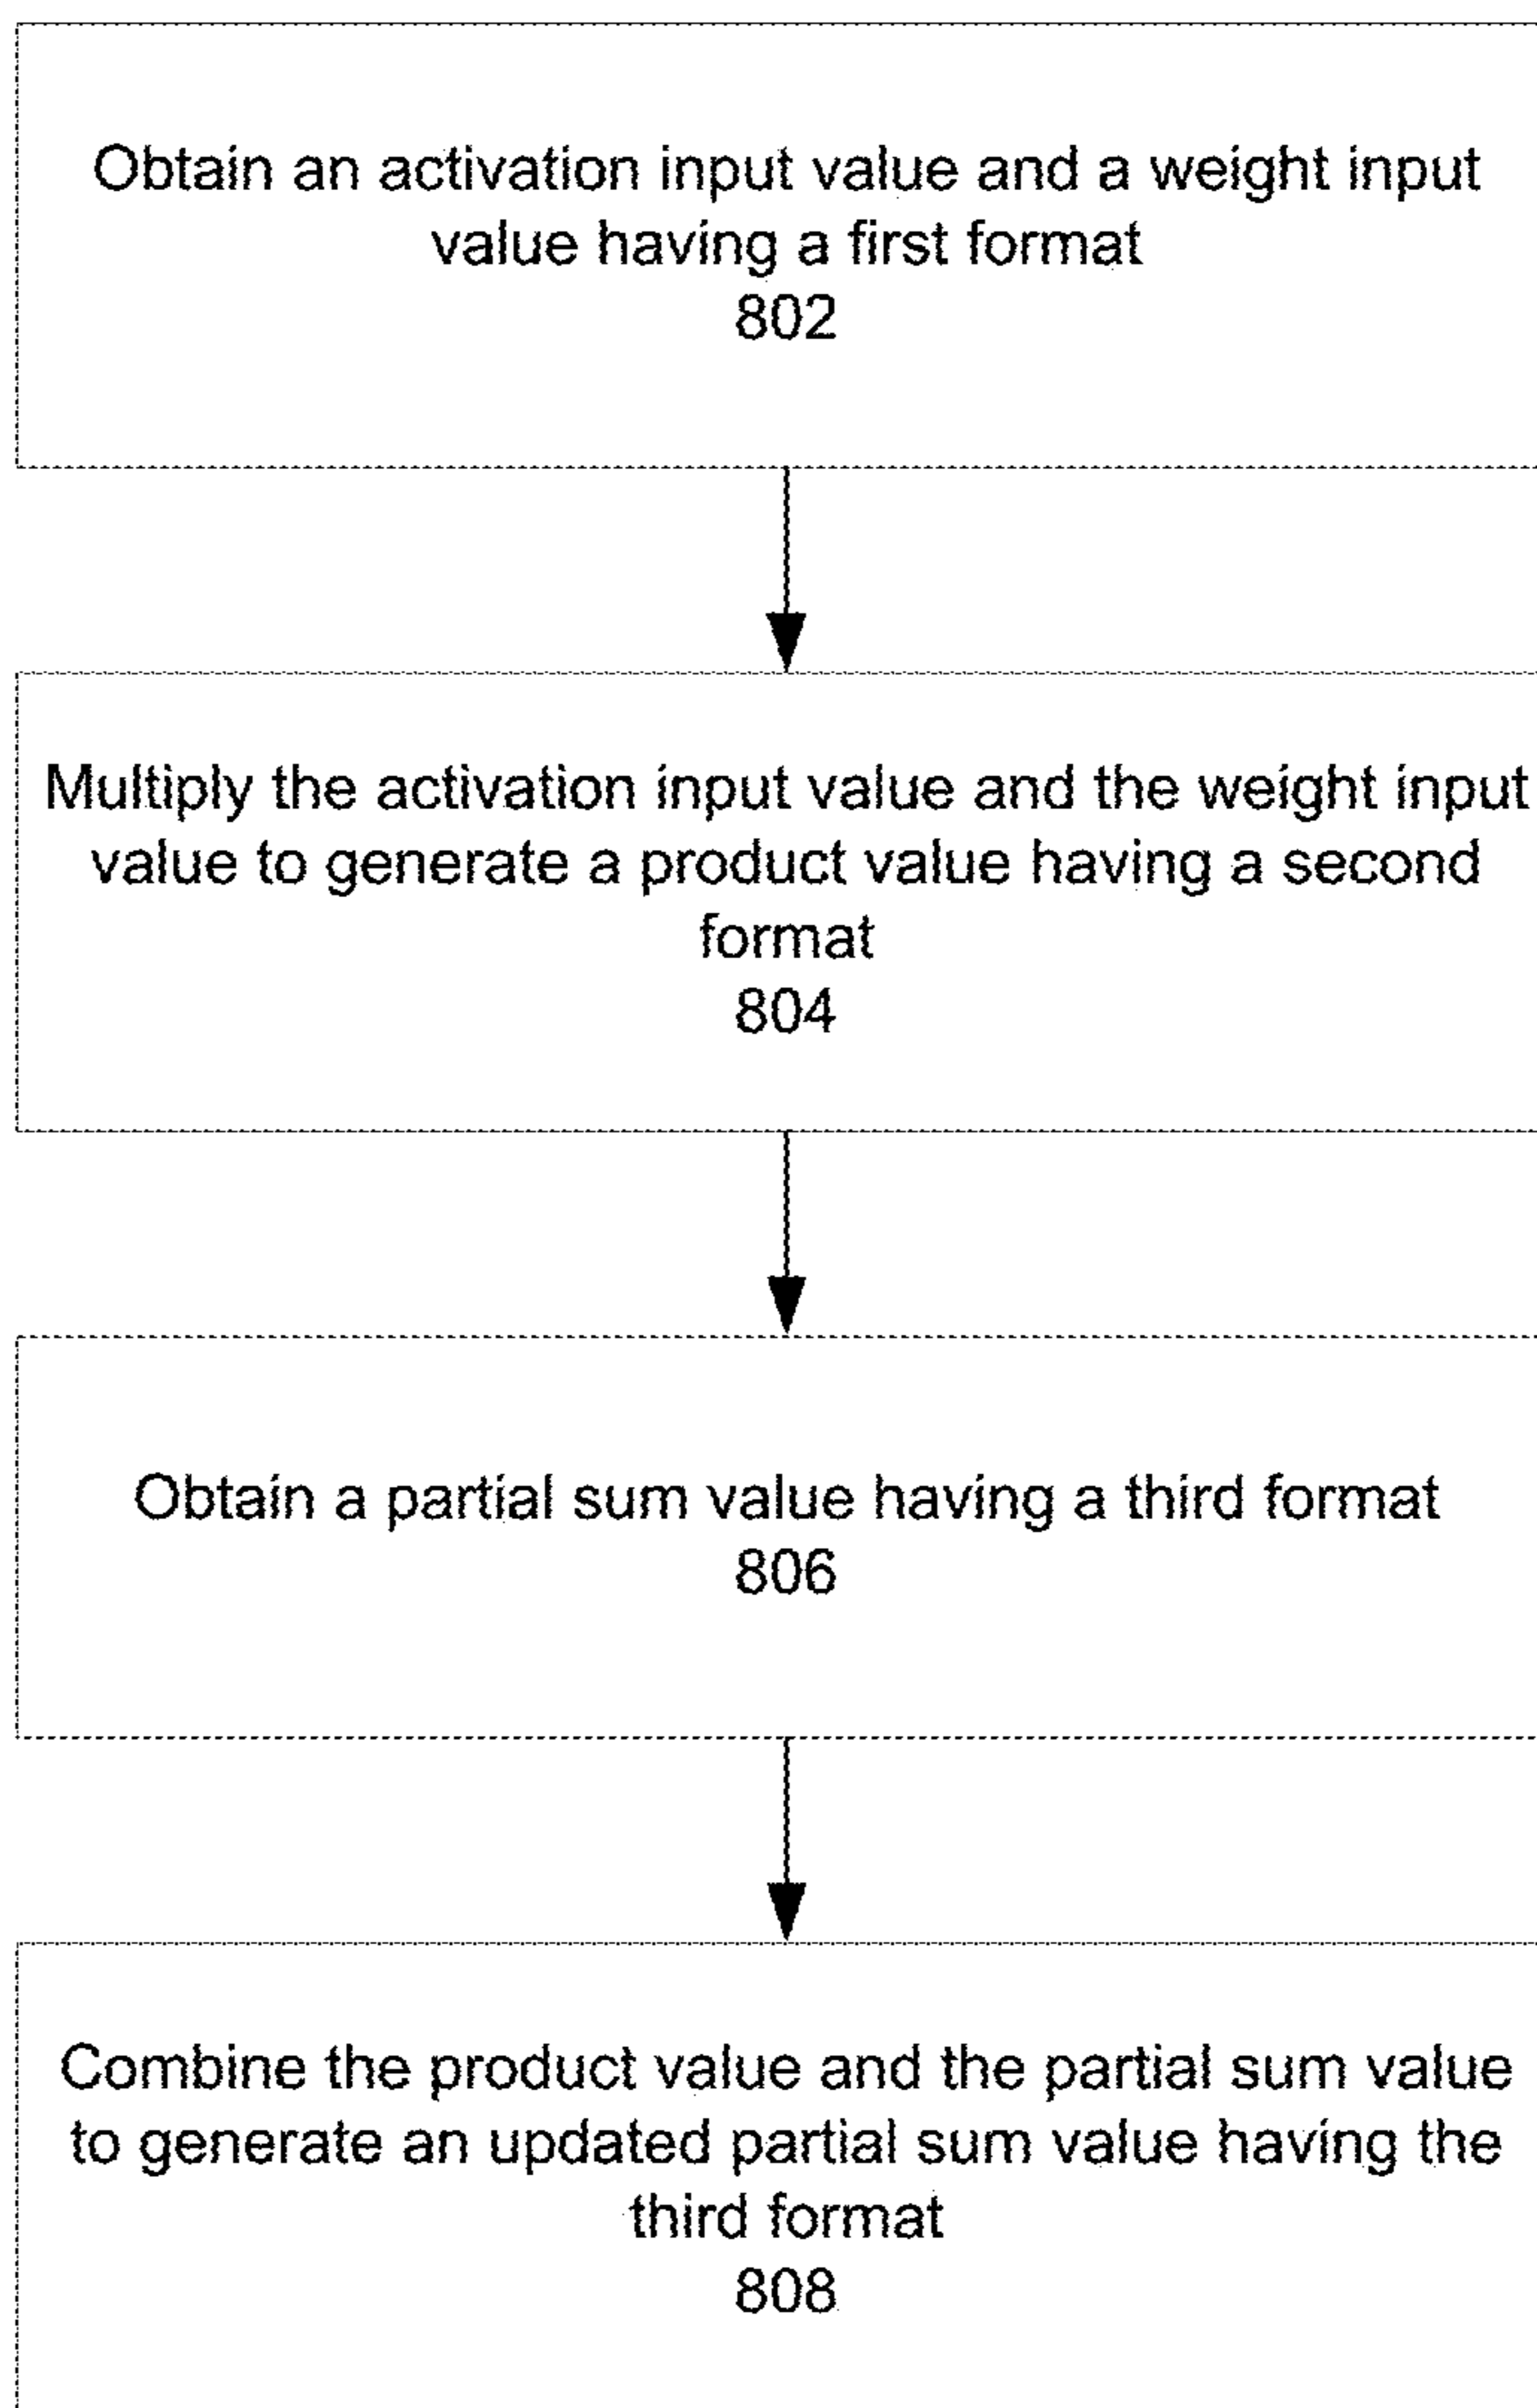 Obtain an activation input value and a weight input
value having a first format
802
Multiply the activation input value and the weight input
value to generate a product value having a second
format
804
Obtain a partial sum value having a third format
806
Combine the product value and the partial sum value
to generate an updated partial sum value having the
third format
808